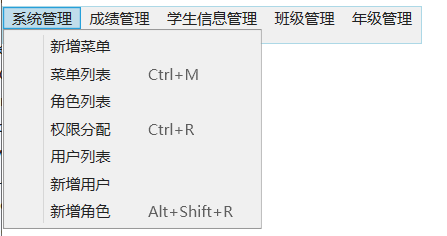 系统管理 成绩管理 学生信息管理 班级管理 年级管理
新增菜单
菜单列表 Ctrl+M
角色列表
权限分配 Ctrl+R
用户列表
新增用户
新增角色 Alt+Shift+R